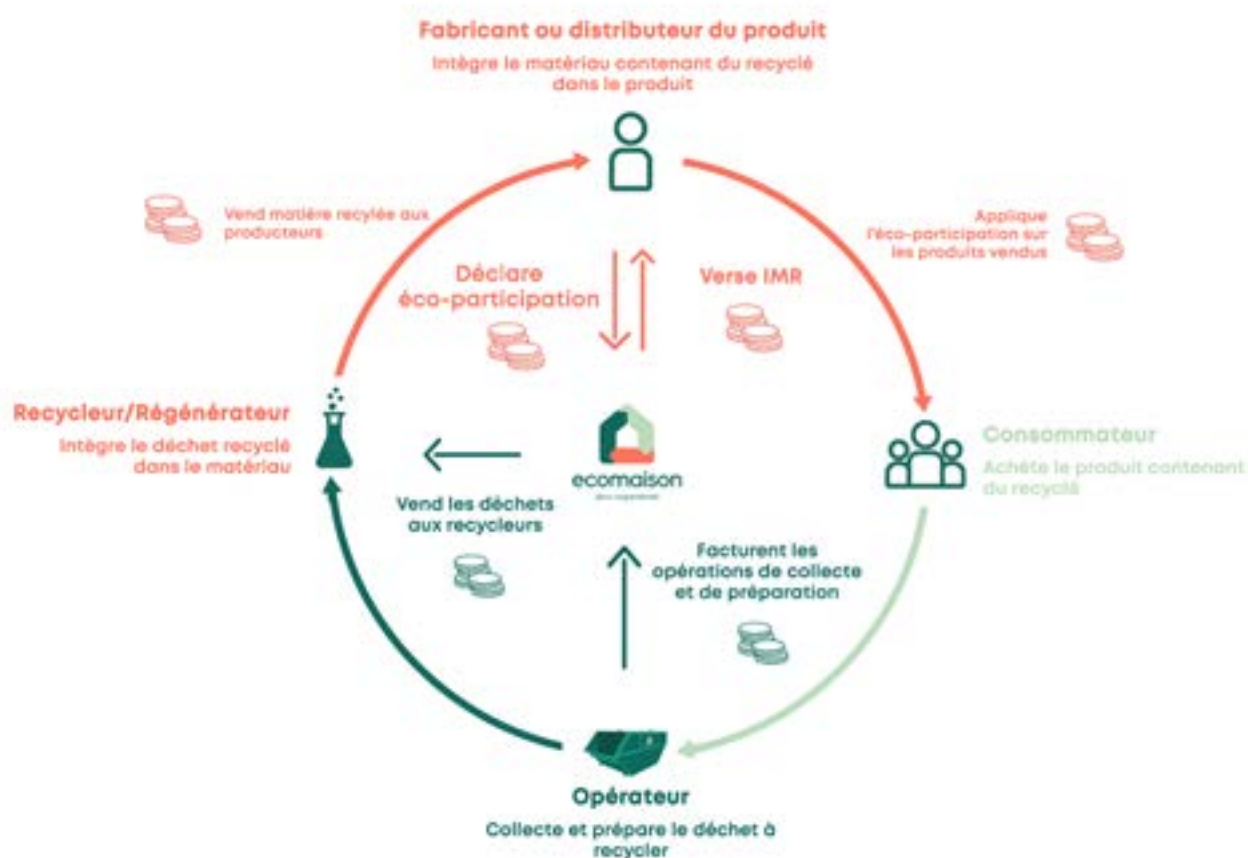 Fabricant ou distributeur du produit
Intègre le matériau contenant du recyclé
dans le produit
Vend matière recylée aux
producteurs
Applique
l'éco-participation sur
les produits vendus
Déclare
éco-participation
Verse IMR
Recycleur/Régénérateur
Intègre le déchet recyclé
dans le matériau
ecomaison
Consommateur
Achète le produit contenant
du recyclé
Vend les déchets
aux recycleurs
Facturent les
opérations de collecte
et de préparation
Opérateur
Collecte et prépare le déchet à
recycler